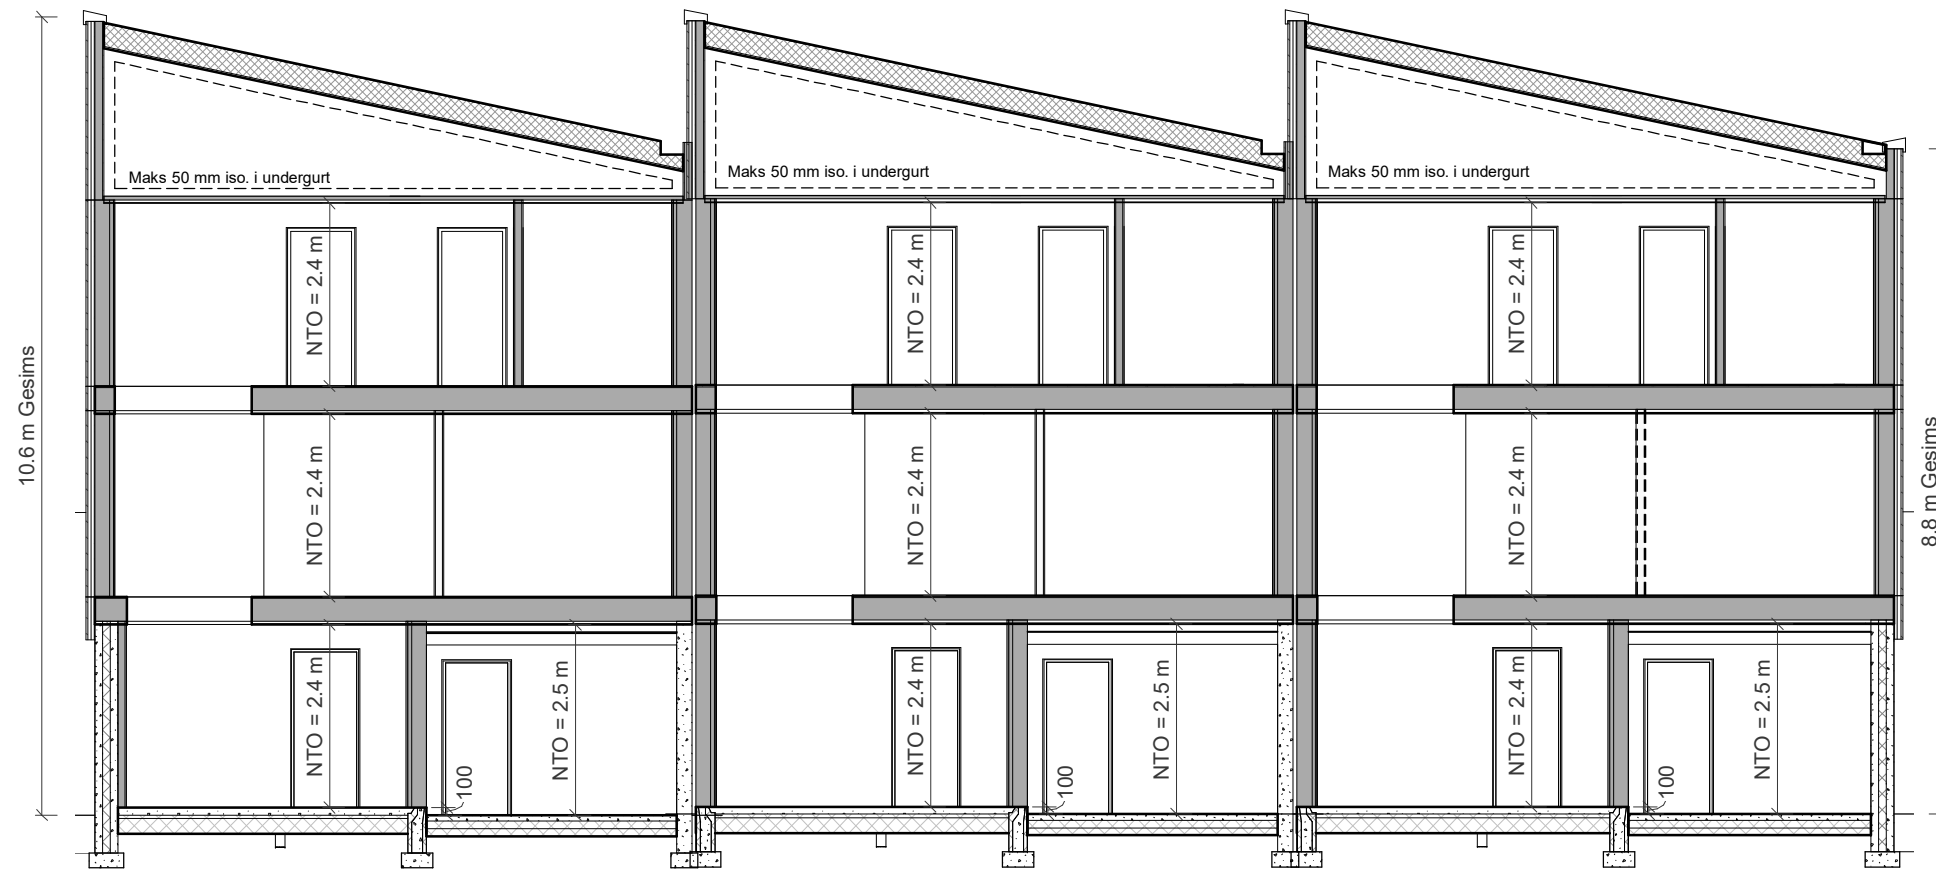 Maks 50 mm iso. i undergurt
Maks 50 mm iso. i undergurt
Maks 50 mm iso. i undergurt
NTO = 2.4 m
NTO = 2.4 m
NTO = 2.4 m
10.6 m Gesims
8.8 m Gesims
NTO = 2.4 m
NTO = 2.4 m
NTO = 2.4 m
NTO = 2.4 m
100
NTO = 2.5 m
NTO = 2.4 m
100
NTO = 2.5 m
NTO = 2.4 m
100
NTO = 2.5 m